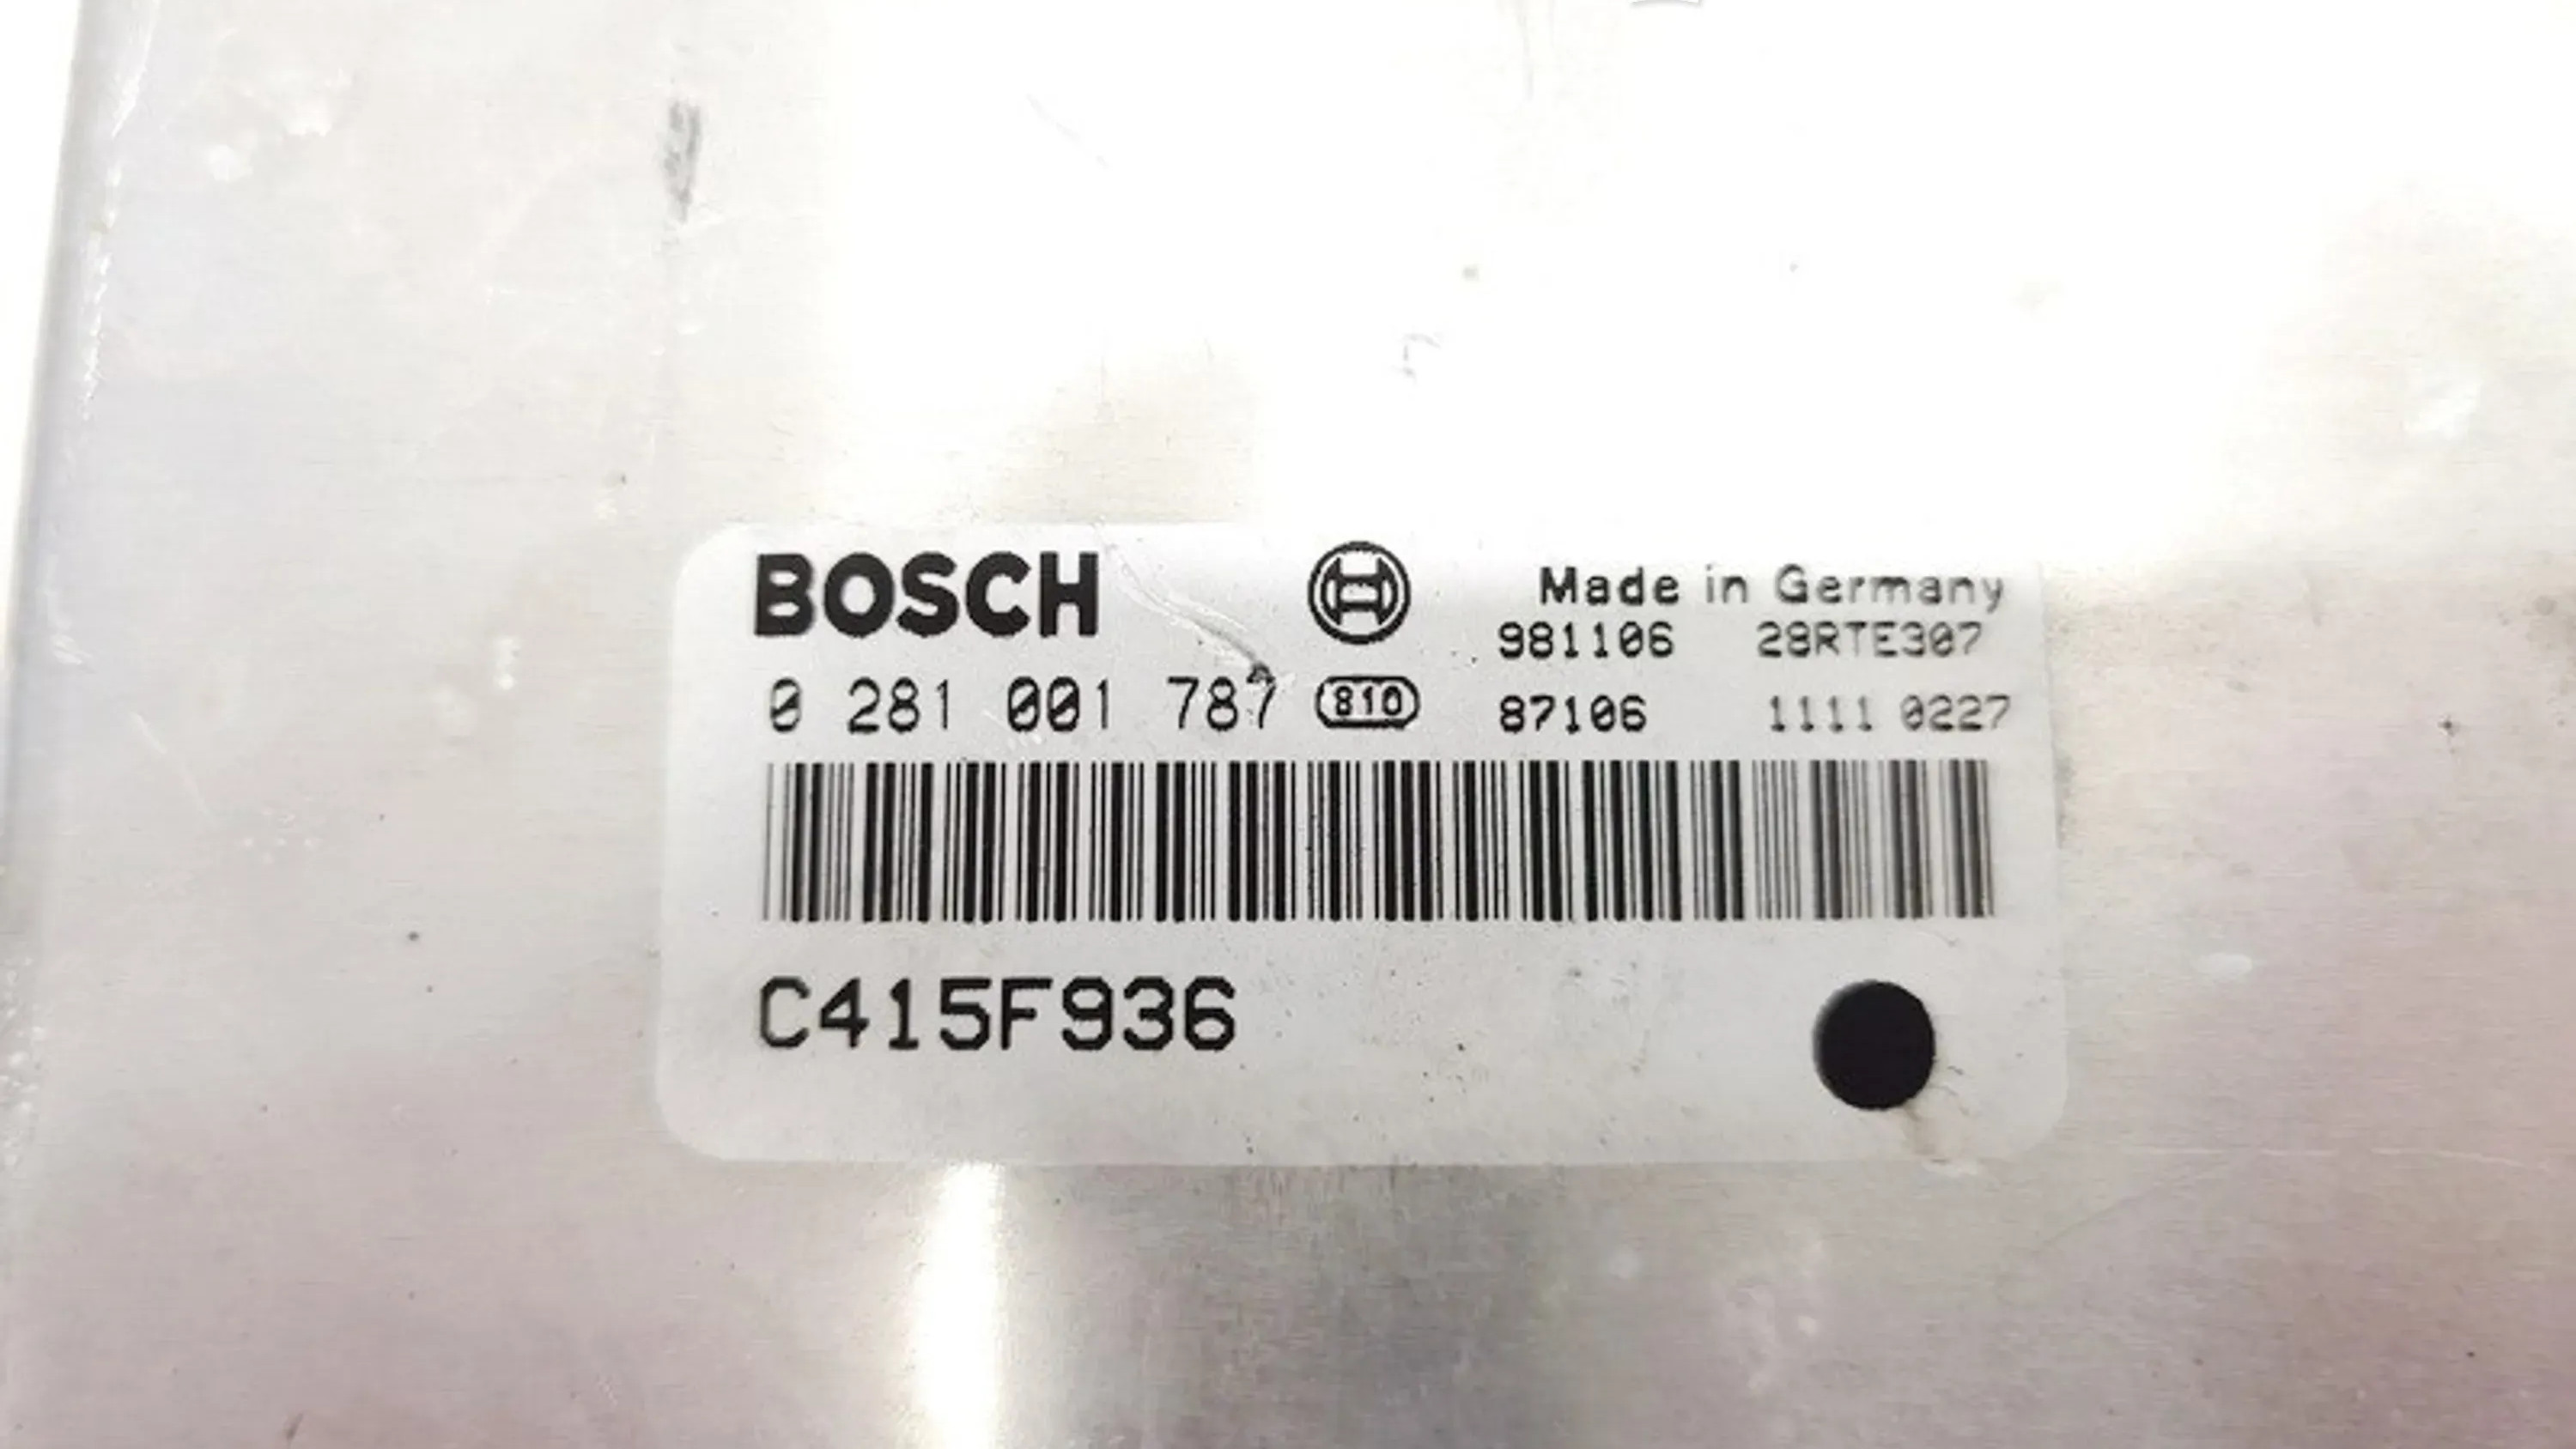 BOSCH
Made in Germany
981106 28RTE307
0 281 001 787 810 87106 1111 0227
C415F936